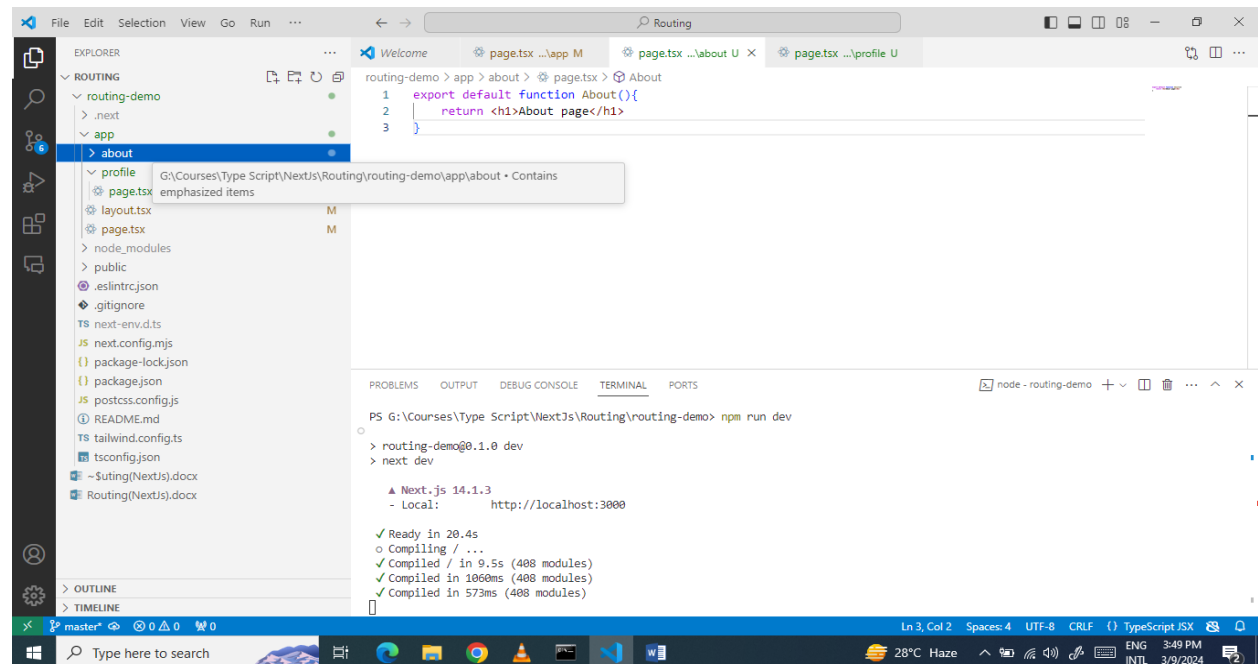 File Edit Selection View Go Run ··· ← → Routing
EXPLORER ···
Welcome page.tsx ...\app M page.tsx ...\about U × page.tsx ...\profile U ···
ROUTING
routing-demo > app > about > page.tsx > About
routing-demo
1 export default function About(){
.next
2 return <h1>About page</h1>
app
3 }
about
profile
G:\Courses\Type Script\NextJs\Routing\routing-demo\app\about • Contains
emphasized items
page.tsx
layout.tsx M
page.tsx M
node_modules
public
.eslintrc.json
.gitignore
TS next-env.d.ts
JS next.config.mjs
{} package-lock.json
{} package.json
JS postcss.config.js
README.md
TS tailwind.config.ts
tsconfig.json
~$uting(NextJs).docx
Routing(NextJs).docx
PROBLEMS OUTPUT DEBUG CONSOLE TERMINAL PORTS node - routing-demo
PS G:\Courses\Type Script\NextJs\Routing\routing-demo> npm run dev
> routing-demo@0.1.0 dev
> next dev
▲ Next.js 14.1.3
- Local: http://localhost:3000
✓ Ready in 20.4s
○ Compiling / ...
✓ Compiled / in 9.5s (408 modules)
✓ Compiled in 1060ms (408 modules)
✓ Compiled in 573ms (408 modules)
6
OUTLINE
TIMELINE
master* 0 0 0 Ln 3, Col 2 Spaces: 4 UTF-8 CRLF {} TypeScript JSX
Type here to search 28°C Haze ENG 3:49 PM
INTL 3/9/2024 2